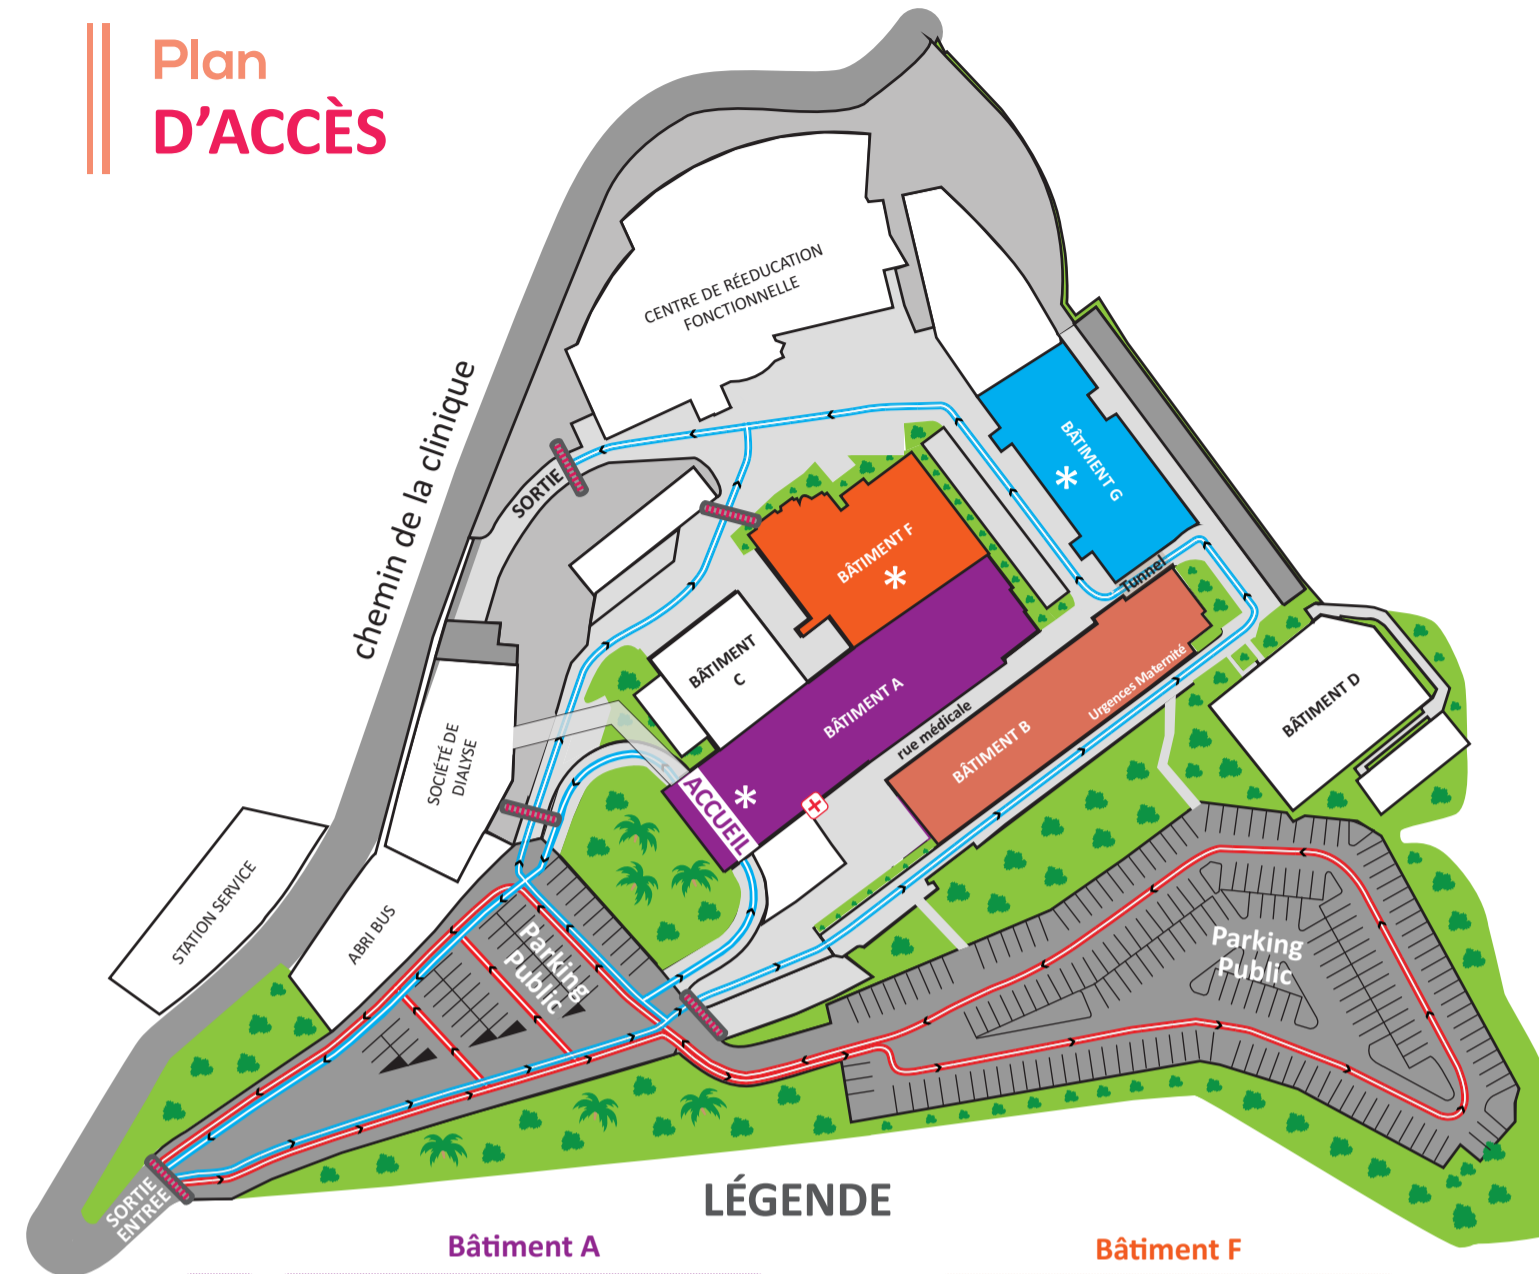 Plan
D'ACCÈS
CENTRE DE RÉEDUCATION
FONCTIONNELLE
chemin de la clinique
SORTIE
BÂTIMENT G
*
BÂTIMENT F
*
Tunnel
BÂTIMENT
C
BÂTIMENT A
*
ACCUEIL
rue médicale
Urgences Maternité
BÂTIMENT B
BÂTIMENT D
SOCIÉTÉ DE
DIALYSE
STATION SERVICE
ABRI BUS
Parking
Public
Parking
Public
SORTIE
ENTRÉE
LÉGENDE
Bâtiment A
Bâtiment F